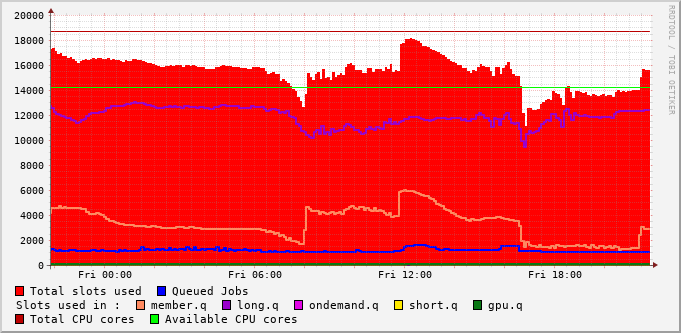 20000
18000
16000
14000
12000
10000
8000
6000
4000
2000
0
Fri 00:00 Fri 06:00 Fri 12:00 Fri 18:00
Total slots used Queued Jobs
Slots used in : member.q long.q ondemand.q short.q gpu.q
Total CPU cores Available CPU cores
RRDTOOL / TOBI OETIKER